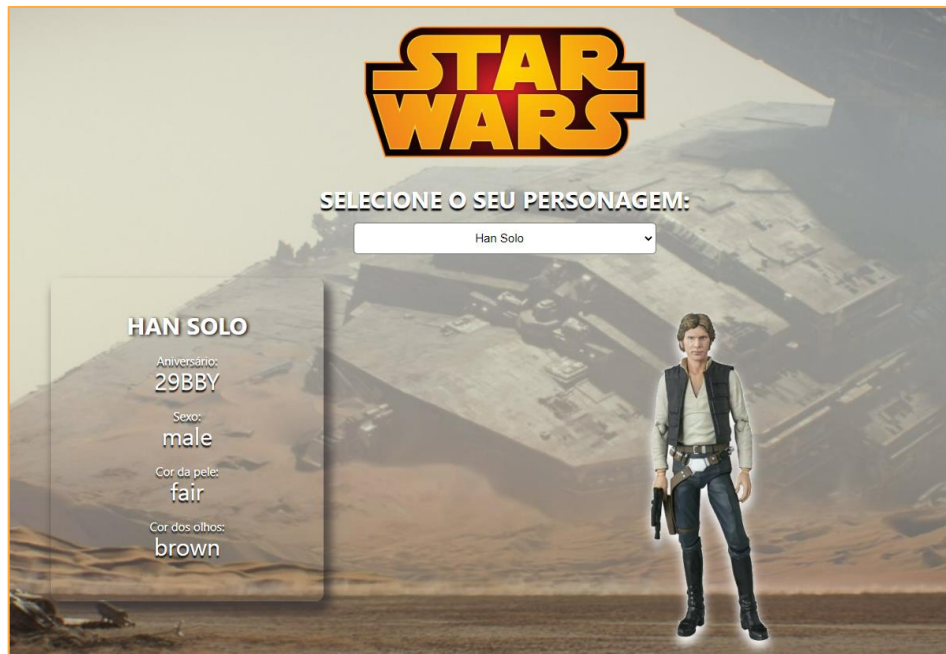 STAR
WARS
SELECIONE O SEU PERSONAGEM:
Han Solo
HAN SOLO
Aniversário:
29BBY
Sexo:
male
Cor da pele:
fair
Cor dos olhos:
brown